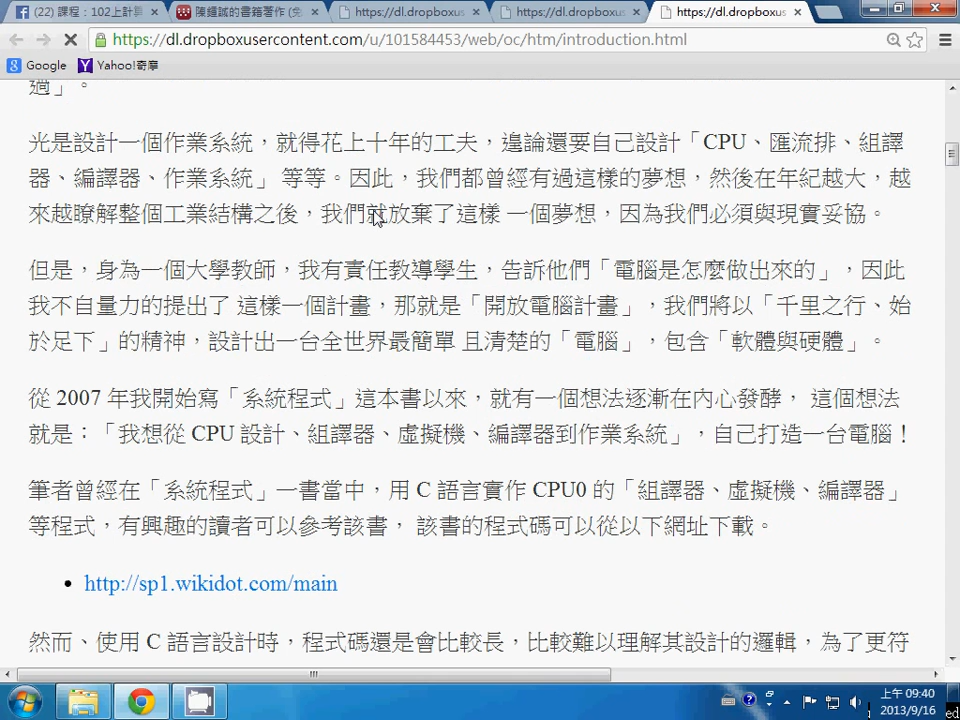 (22) 課程：102上計
陳鍾誠的書籍著作 (免
https://dl.dropboxus
https://dl.dropboxus
https://dl.dropboxus
https://dl.dropboxusercontent.com/u/101584453/web/oc/htm/introduction.html
Google Yahoo!奇摩
過」。
光是設計一個作業系統，就得花上十年的工夫，遑論還要自己設計「CPU、匯流排、組譯
器、編譯器、作業系統」 等等。因此，我們都曾經有過這樣的夢想，然後在年紀越大，越
來越瞭解整個工業結構之後，我們就放棄了這樣 一個夢想，因為我們必須與現實妥協。
但是，身為一個大學教師，我有責任教導學生，告訴他們「電腦是怎麼做出來的」，因此
我不自量力的提出了 這樣一個計畫，那就是「開放電腦計畫」，我們將以「千里之行、始
於足下」的精神，設計出一台全世界最簡單 且清楚的「電腦」，包含「軟體與硬體」。
從 2007 年我開始寫「系統程式」這本書以來，就有一個想法逐漸在內心發酵， 這個想法
就是：「我想從 CPU 設計、組譯器、虛擬機、編譯器到作業系統」，自己打造一台電腦！
筆者曾經在「系統程式」一書當中，用 C 語言實作 CPU0 的「組譯器、虛擬機、編譯器」
等程式，有興趣的讀者可以參考該書， 該書的程式碼可以從以下網址下載。
http://sp1.wikidot.com/main
然而、使用 C 語言設計時，程式碼還是會比較長，比較難以理解其設計的邏輯，為了更符
上午 09:40
2013/9/16